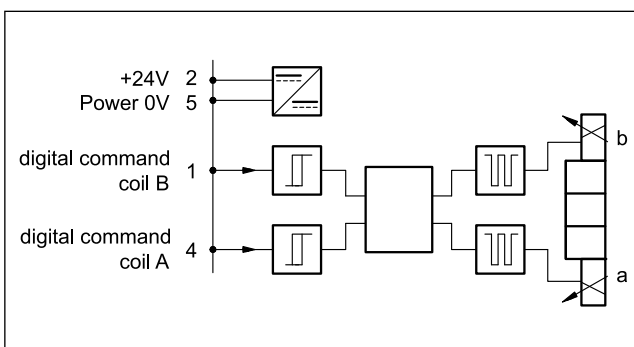 +24V 2
Power 0V 5
digital command
coil B 1
digital command
coil A 4
b
a